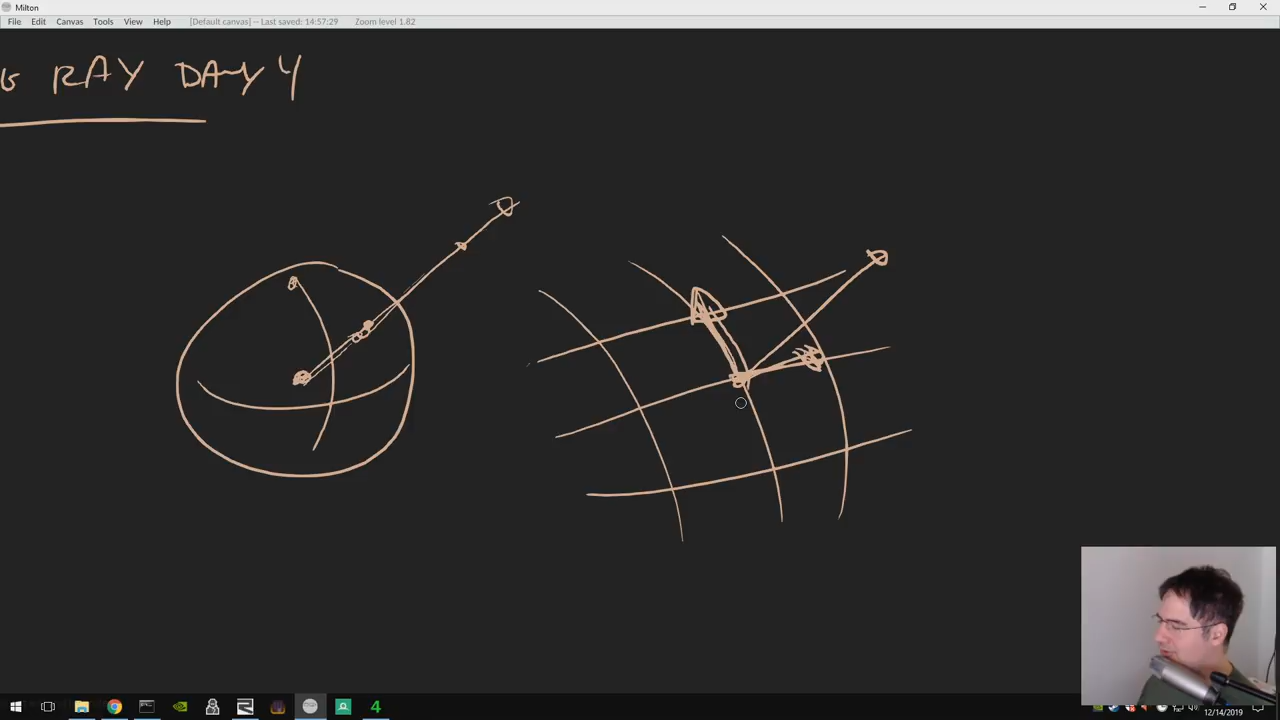 Milton
File Edit Canvas Tools View Help [Default canvas] -- Last saved: 14:57:29 Zoom level 1.82
RAY DAY 4
4
12/14/2019